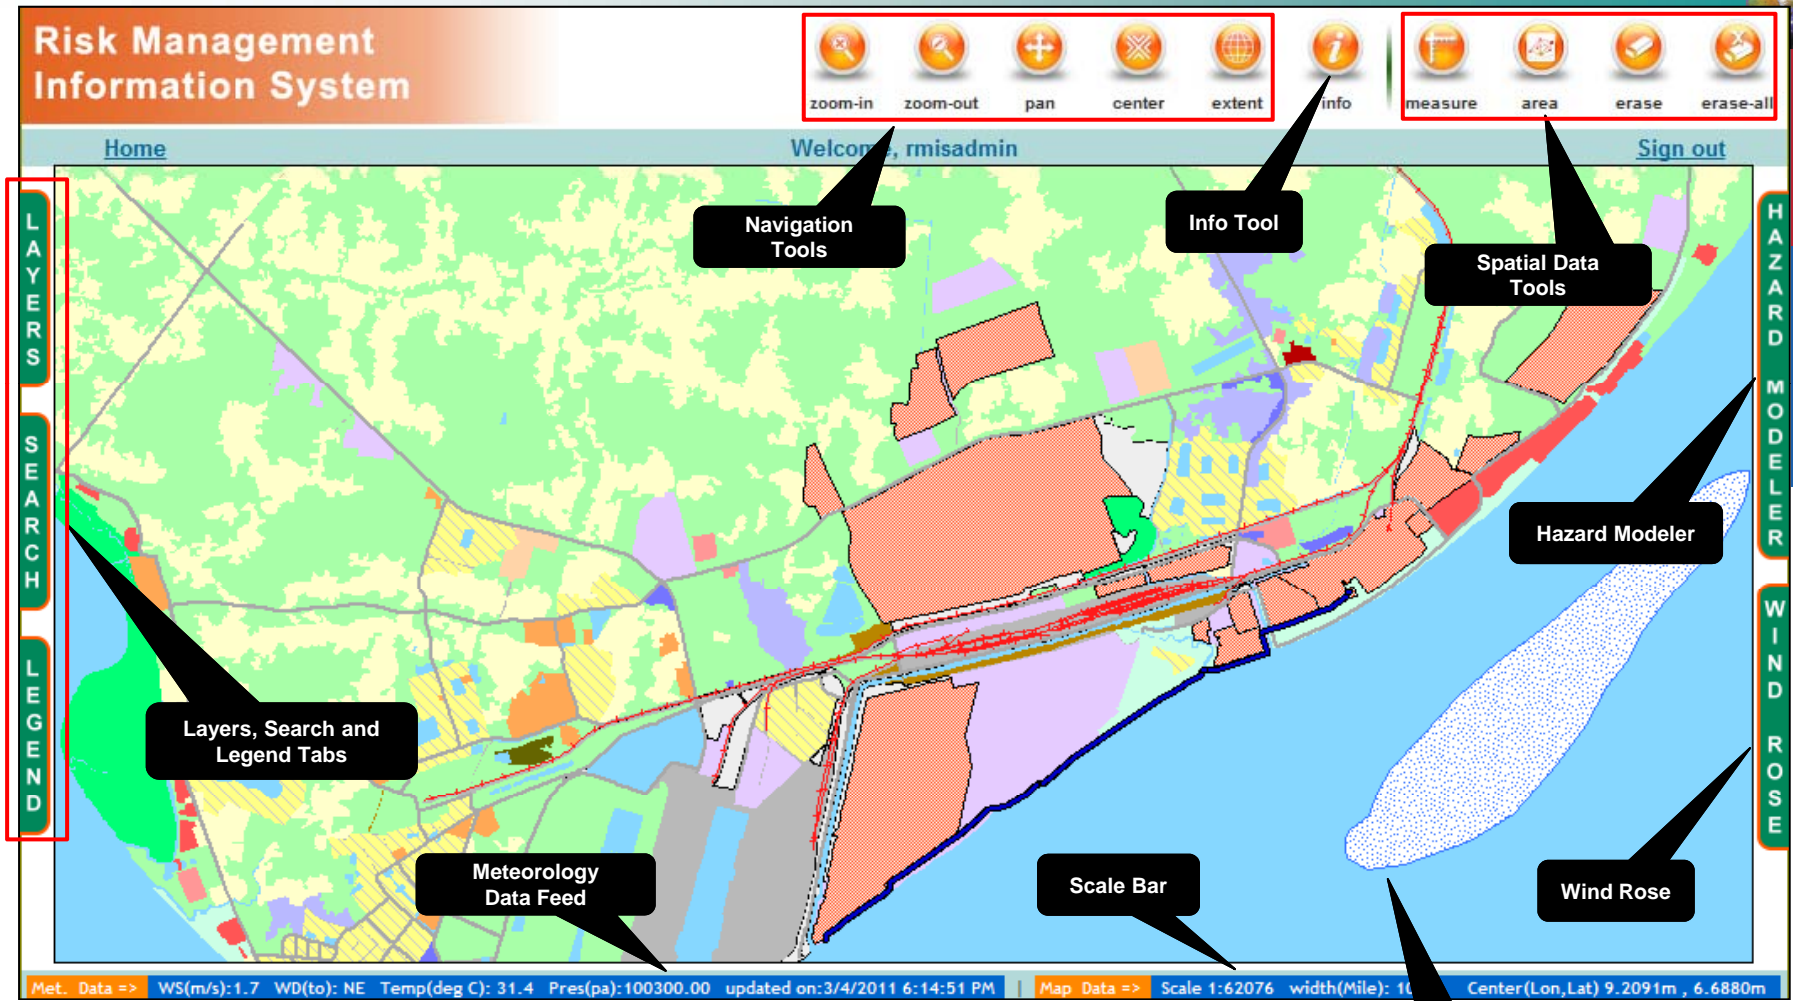 Risk Management
Information System
zoom-in zoom-out pan center extent info measure area erase erase-all
Home Welcome, rmisadmin Sign out
LAYERS
SEARCH
LEGEND
HAZARD MODELER
WIND ROSE
Navigation
Tools
Info Tool
Spatial Data
Tools
Hazard Modeler
Layers, Search and
Legend Tabs
Meteorology
Data Feed
Scale Bar
Wind Rose
Met. Data => WS(m/s):1.7 WD(to): NE Temp(deg C): 31.4 Pres(pa):100300.00 updated on:3/4/2011 6:14:51 PM | Map Data => Scale 1:62076 width(Mile): Center(Lon,Lat) 9.2091m , 6.6880m